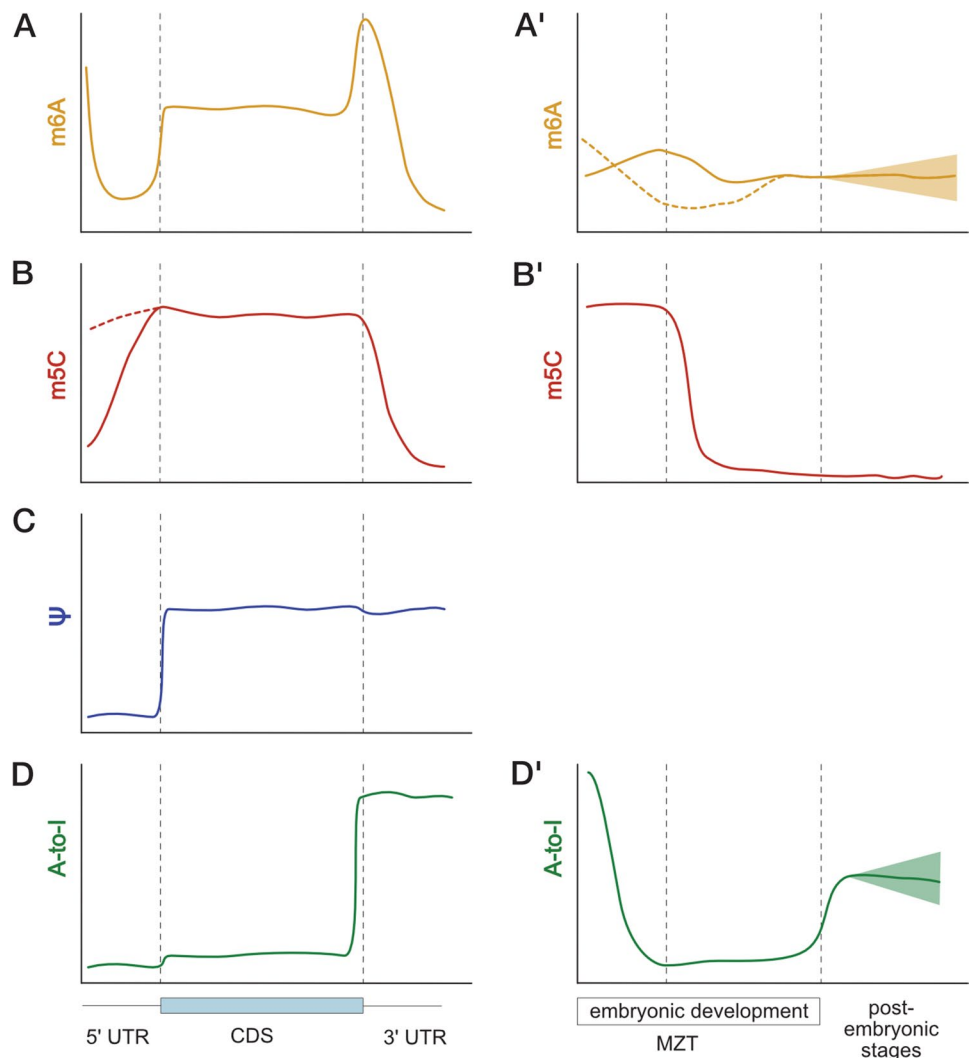 A
m6A
A'
m6A
B
m5C
B'
m5C
C
Ψ
D
A-to-I
D'
A-to-I
5' UTR
CDS
3' UTR
embryonic development
MZT
post-
embryonic
stages